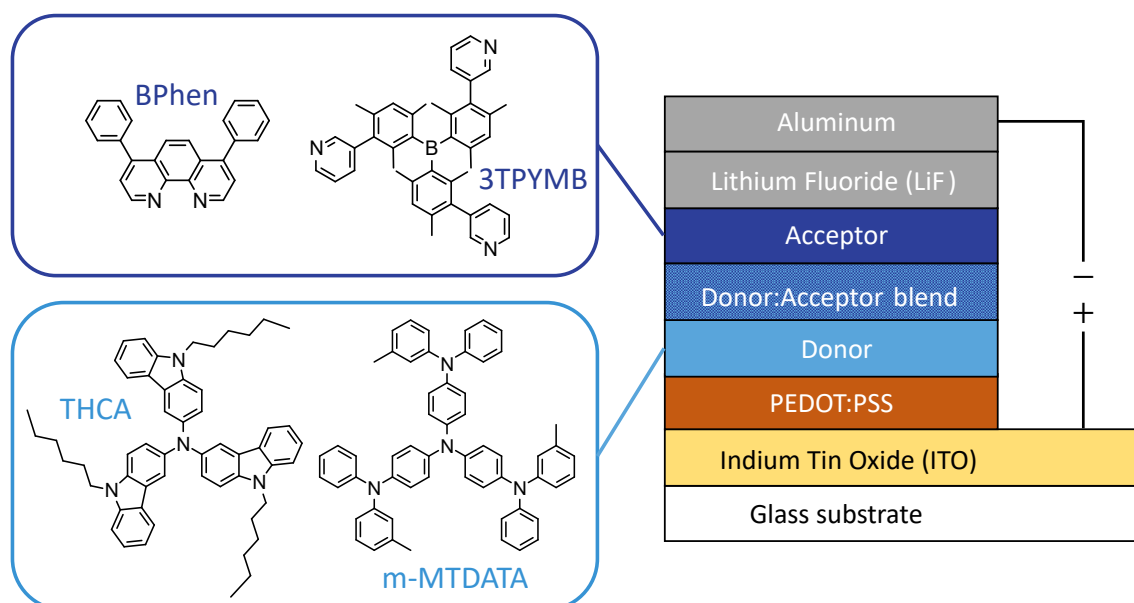 BPhen
N
N
N
N
B
3TPYMB
N
THCA
N
N
N
N
m-MTDATA
N
N
N
N
Aluminum
Lithium Fluoride (LiF)
Acceptor
Donor:Acceptor blend
Donor
PEDOT:PSS
Indium Tin Oxide (ITO)
Glass substrate
−
+